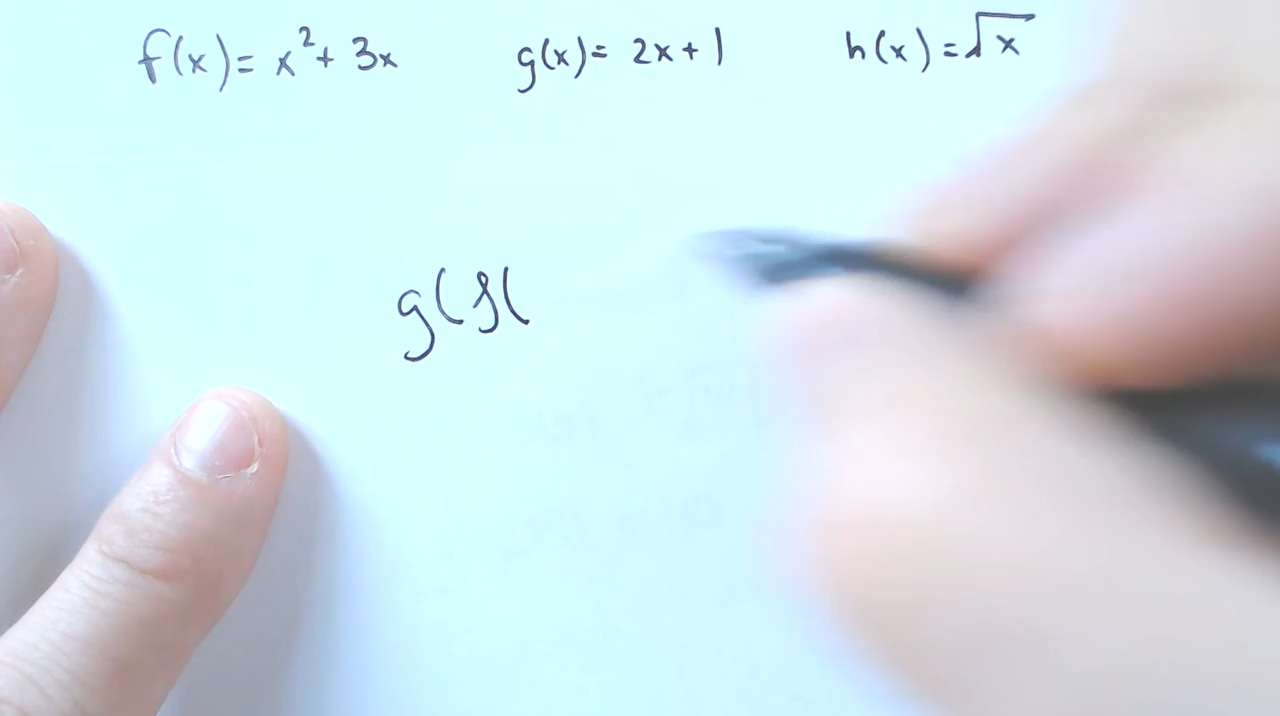 f(x) = x² + 3x g(x) = 2x + 1 h(x) = √x
g(f(